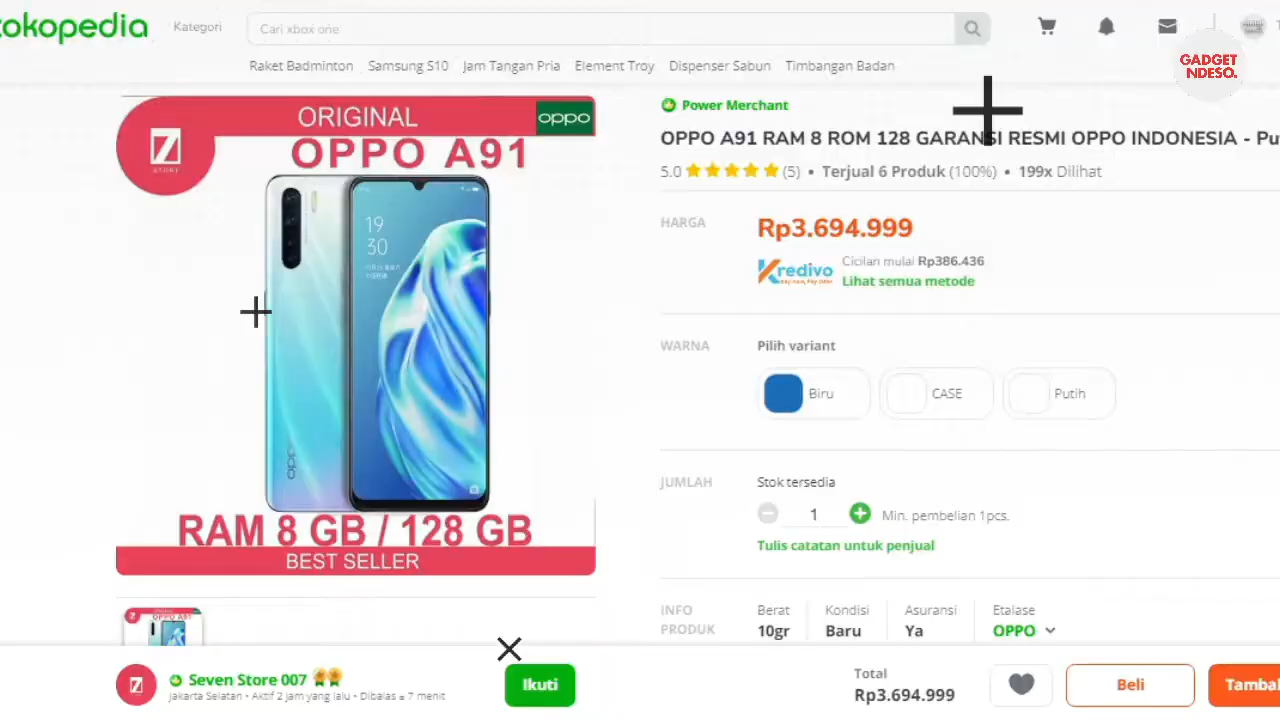 tokopedia
Kategori
Cari xbox one
Raket Badminton Samsung S10 Jam Tangan Pria Element Troy Dispenser Sabun Timbangan Badan
GADGET
NDESO.
ORIGINAL
oppo
OPPO A91
Z
STORE
19
30
oppo
RAM 8 GB / 128 GB
BEST SELLER
Power Merchant
OPPO A91 RAM 8 ROM 128 GARANSI RESMI OPPO INDONESIA - Pu
5.0 (5) • Terjual 6 Produk (100%) • 199x Dilihat
HARGA
Rp3.694.999
Kredivo
Cicilan mulai Rp386.436
Lihat semua metode
WARNA
Pilih variant
Biru
CASE
Putih
JUMLAH
Stok tersedia
1
Min. pembelian 1pcs.
Tulis catatan untuk penjual
INFO
PRODUK
Berat
10gr
Kondisi
Baru
Asuransi
Ya
Etalase
OPPO
OPPO A91
Seven Store 007
Jakarta Selatan • Aktif 2 jam yang lalu • Dibalas ± 7 menit
Ikuti
Total
Rp3.694.999
Beli
Tambah